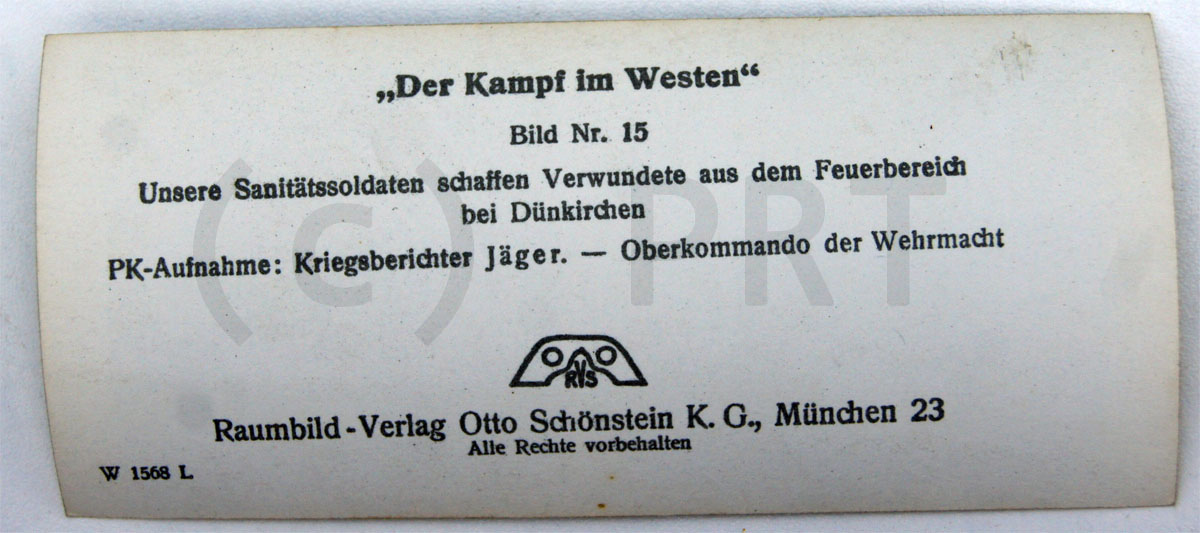 „Der Kampf im Westen“
Bild Nr. 15
Unsere Sanitätssoldaten schaffen Verwundete aus dem Feuerbereich
bei Dünkirchen
PK-Aufnahme: Kriegsberichter Jäger. — Oberkommando der Wehrmacht
(c) PRT
RVS
Raumbild-Verlag Otto Schönstein K. G., München 23
Alle Rechte vorbehalten
W 1568 L